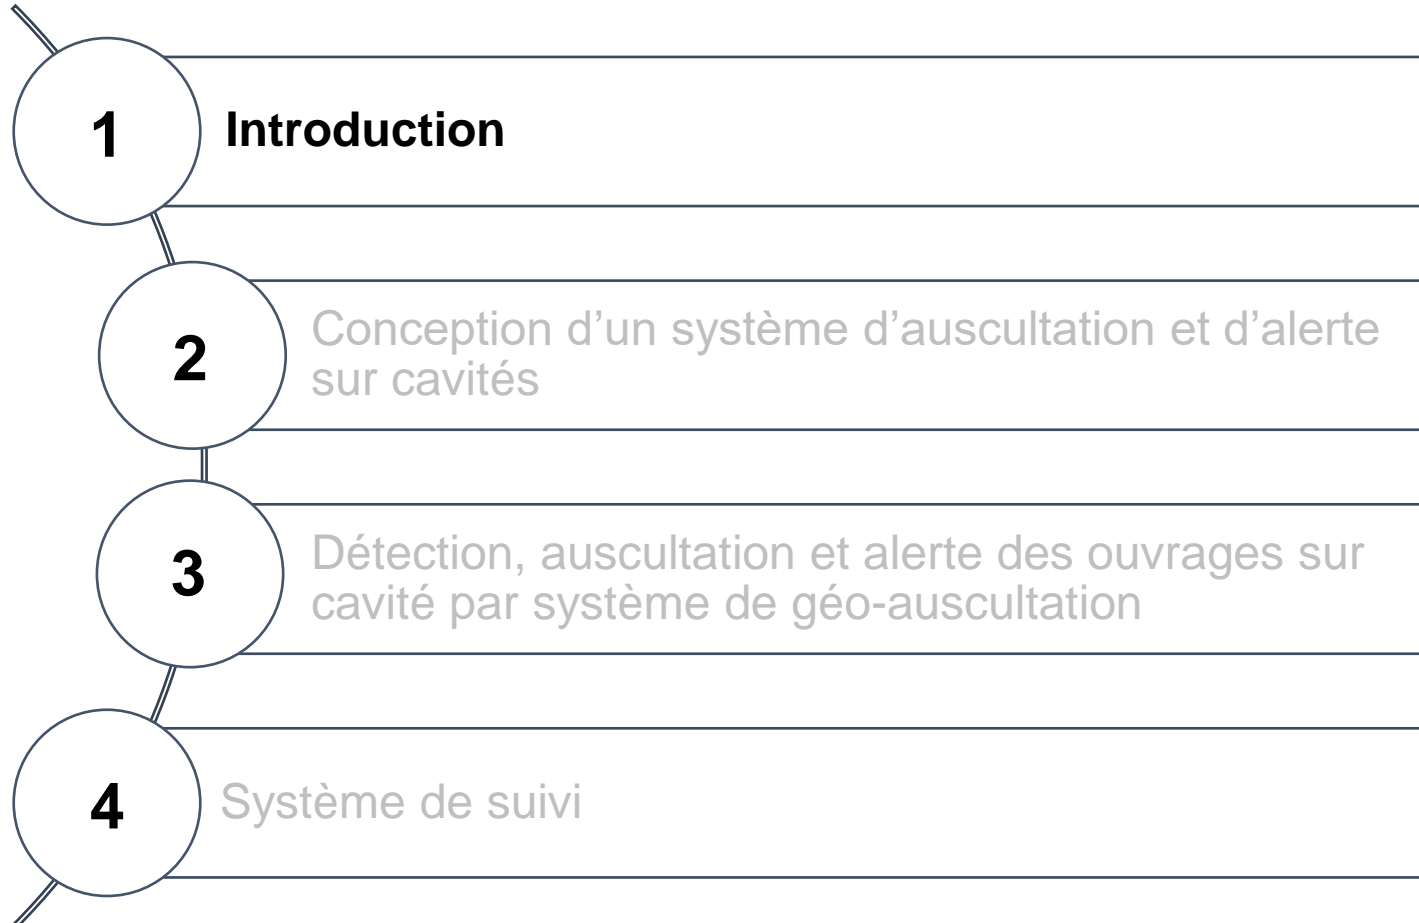 1
Introduction
2
Conception d’un système d’auscultation et d’alerte
sur cavités
3
Détection, auscultation et alerte des ouvrages sur
cavité par système de géo-auscultation
4
Système de suivi